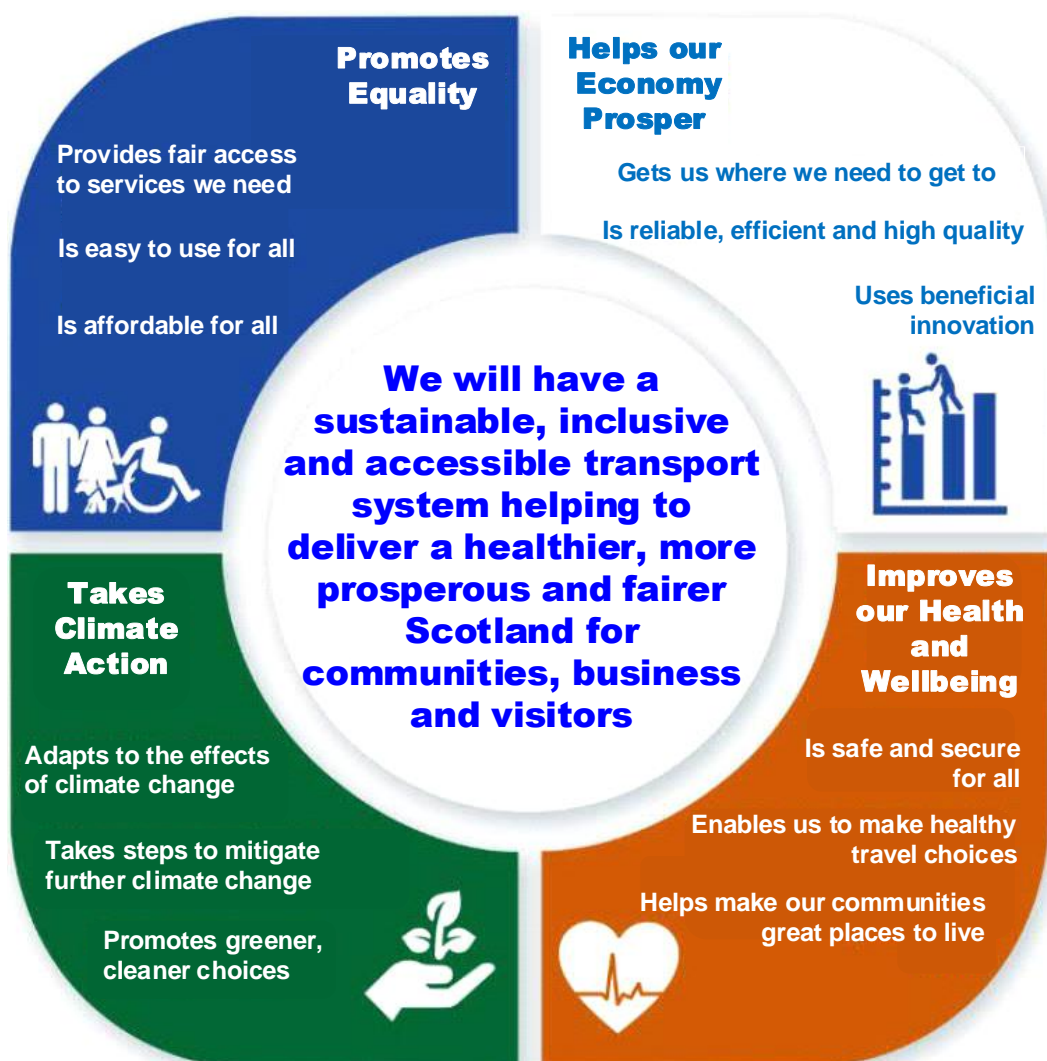 Promotes
Equality
Provides fair access
to services we need
Is easy to use for all
Is affordable for all
Helps our
Economy
Prosper
Gets us where we need to get to
Is reliable, efficient and high quality
Uses beneficial
innovation
We will have a
sustainable, inclusive
and accessible transport
system helping to
deliver a healthier, more
prosperous and fairer
Scotland for
communities, business
and visitors
Takes
Climate
Action
Adapts to the effects
of climate change
Takes steps to mitigate
further climate change
Promotes greener,
cleaner choices
Improves
our Health
and
Wellbeing
Is safe and secure
for all
Enables us to make healthy
travel choices
Helps make our communities
great places to live